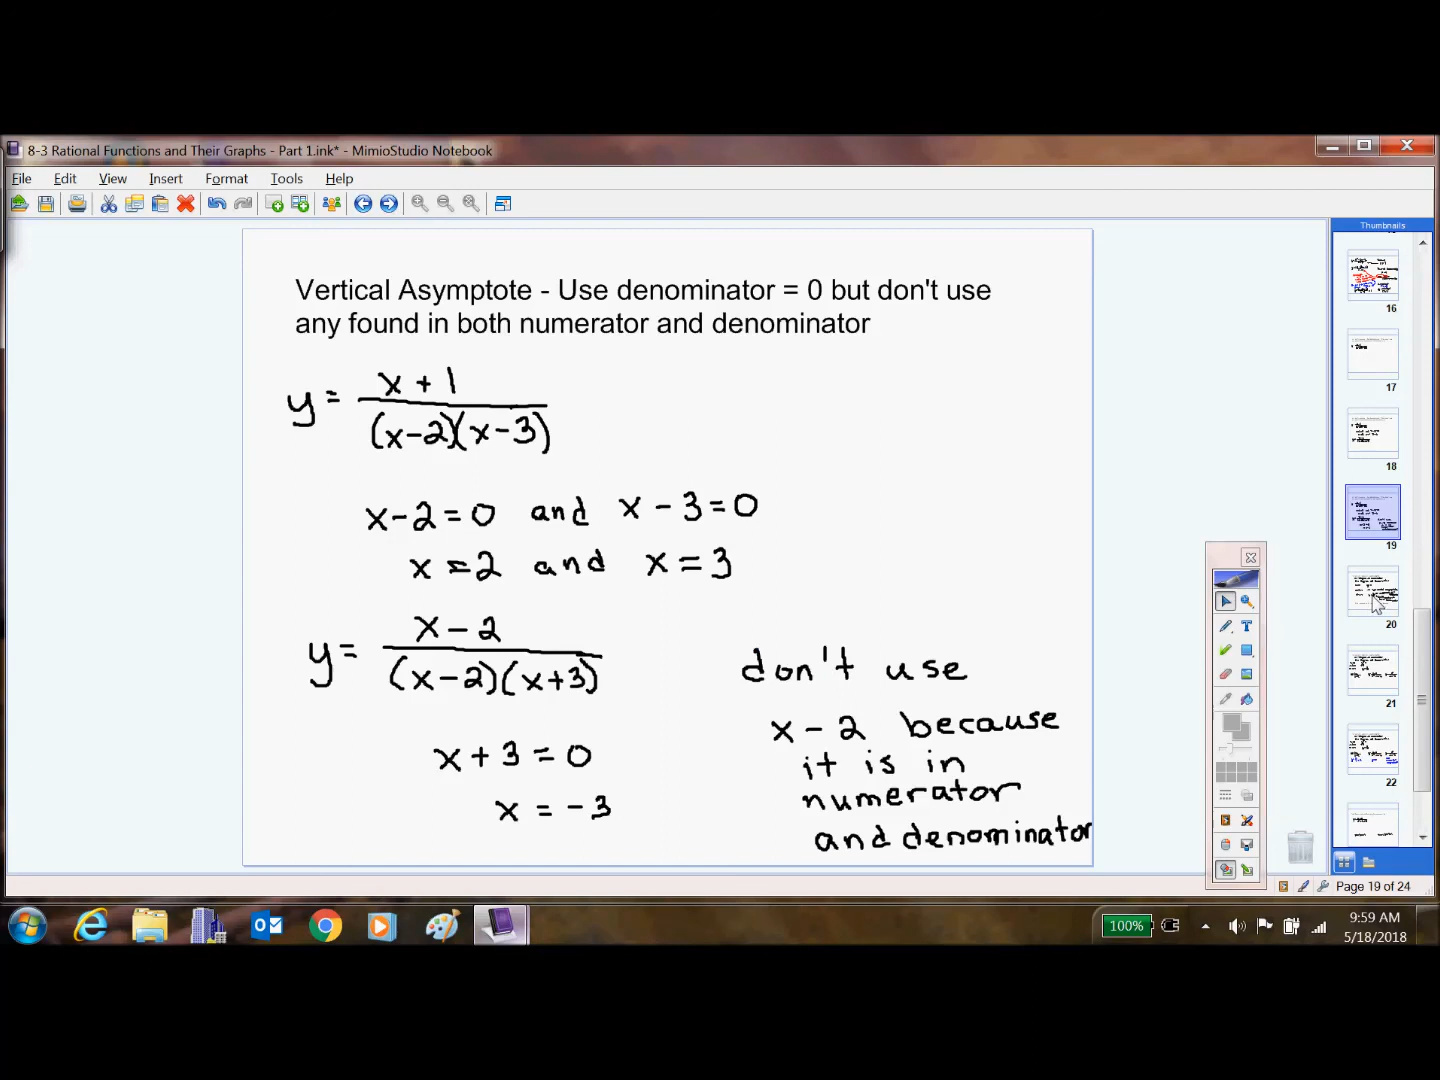 8-3 Rational Functions and Their Graphs - Part 1.ink* - MimioStudio Notebook
File Edit View Insert Format Tools Help
Thumbnails
Vertical Asymptote - Use denominator = 0 but don't use
any found in both numerator and denominator
y = x + 1
(x-2)(x-3)
x-2=0 and x-3=0
x=2 and x=3
y = x-2
(x-2)(x+3)
x+3=0
x = -3
don't use
x-2 because
it is in
numerator
and denominator
16
17
18
19
20
21
22
Page 19 of 24
100%
9:59 AM
5/18/2018